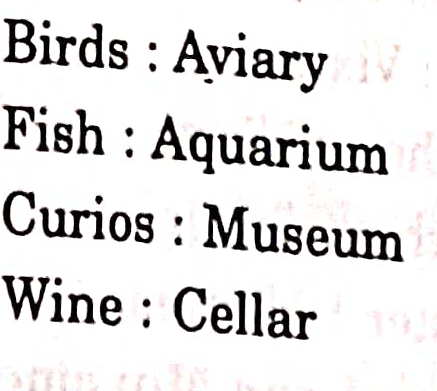 Birds : Aviary
Fish : Aquarium
Curios : Museum
Wine : Cellar